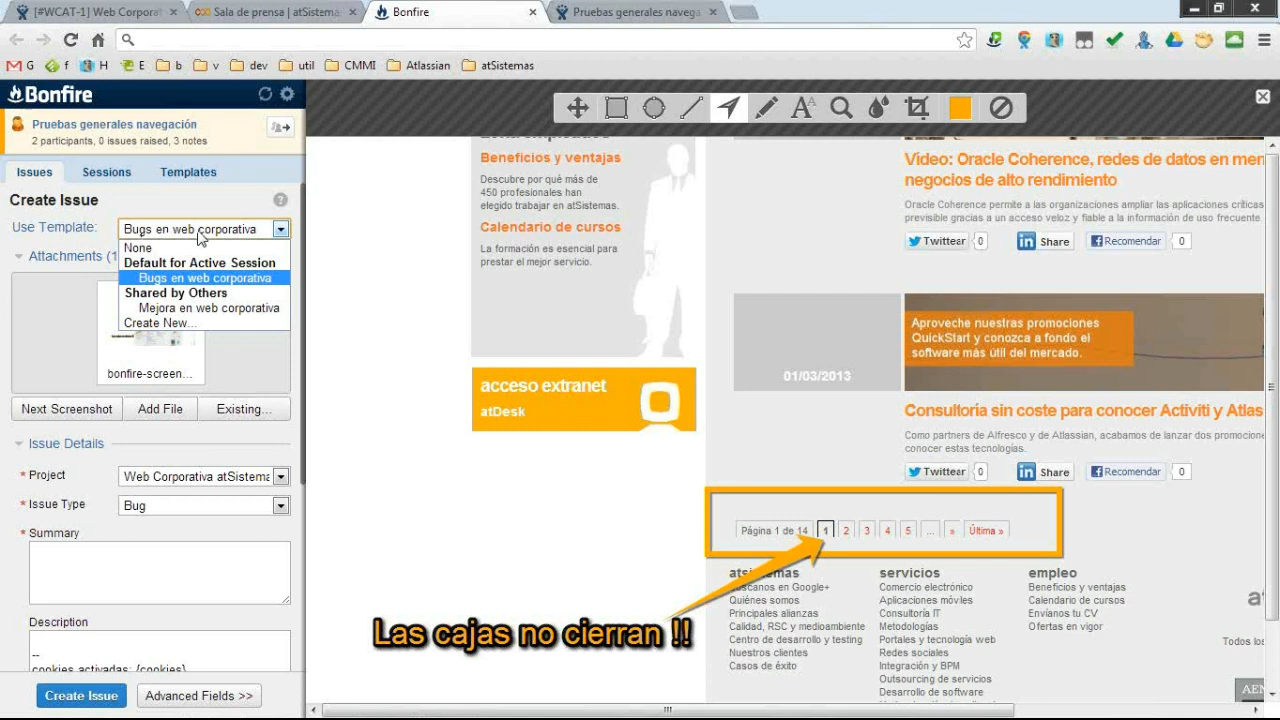 [#WCAT-1] Web Corporat
Sala de prensa | atSistemas
Bonfire
Pruebas generales navega
G
f
H
E
b
v
dev
util
CMMI
Atlassian
atSistemas
Bonfire
Pruebas generales navegación
2 participants, 0 issues raised, 3 notes
Issues
Sessions
Templates
Create Issue
Use Template:
Bugs en web corporativa
None
Default for Active Session
Bugs en web corporativa
Shared by Others
Mejora en web corporativa
Create New...
Attachments (1
bonfire-screen...
Next Screenshot
Add File
Existing...
Issue Details
* Project
Web Corporativa atSistema
* Issue Type
Bug
* Summary
Description
--
cookies activadas: {cookies}
Create Issue
Advanced Fields >>
Beneficios y ventajas
Descubre por qué más de
450 profesionales han
elegido trabajar en atSistemas.
Calendario de cursos
La formación es esencial para
prestar el mejor servicio.
acceso extranet
atDesk
Vídeo: Oracle Coherence, redes de datos en mem
negocios de alto rendimiento
Oracle Coherence permite a las organizaciones ampliar las aplicaciones críticas
previsible gracias a un acceso veloz y fiable a la información de uso frecuente
Twittear 0
Share
Recomendar 0
Aproveche nuestras promociones
QuickStart y conozca a fondo el
software más útil del mercado.
01/03/2013
Consultoría sin coste para conocer Activiti y Atlas
Como partners de Alfresco y de Atlassian, acabamos de lanzar dos promocione
conocer estas tecnologías.
Twittear 0
Share
Recomendar 0
Página 1 de 14 1 2 3 4 5 ... » Última »
Las cajas no cierran !!
atsistemas
Búscanos en Google+
Quiénes somos
Principales alianzas
Calidad, RSC y medioambiente
Centro de desarrollo y testing
Nuestros clientes
Casos de éxito
servicios
Comercio electrónico
Aplicaciones móviles
Consultoría IT
Metodologías
Portales y tecnología web
Redes sociales
Integración y BPM
Outsourcing de servicios
Desarrollo de software
empleo
Beneficios y ventajas
Calendario de cursos
Envíanos tu CV
Ofertas en vigor
Todos los
AEN